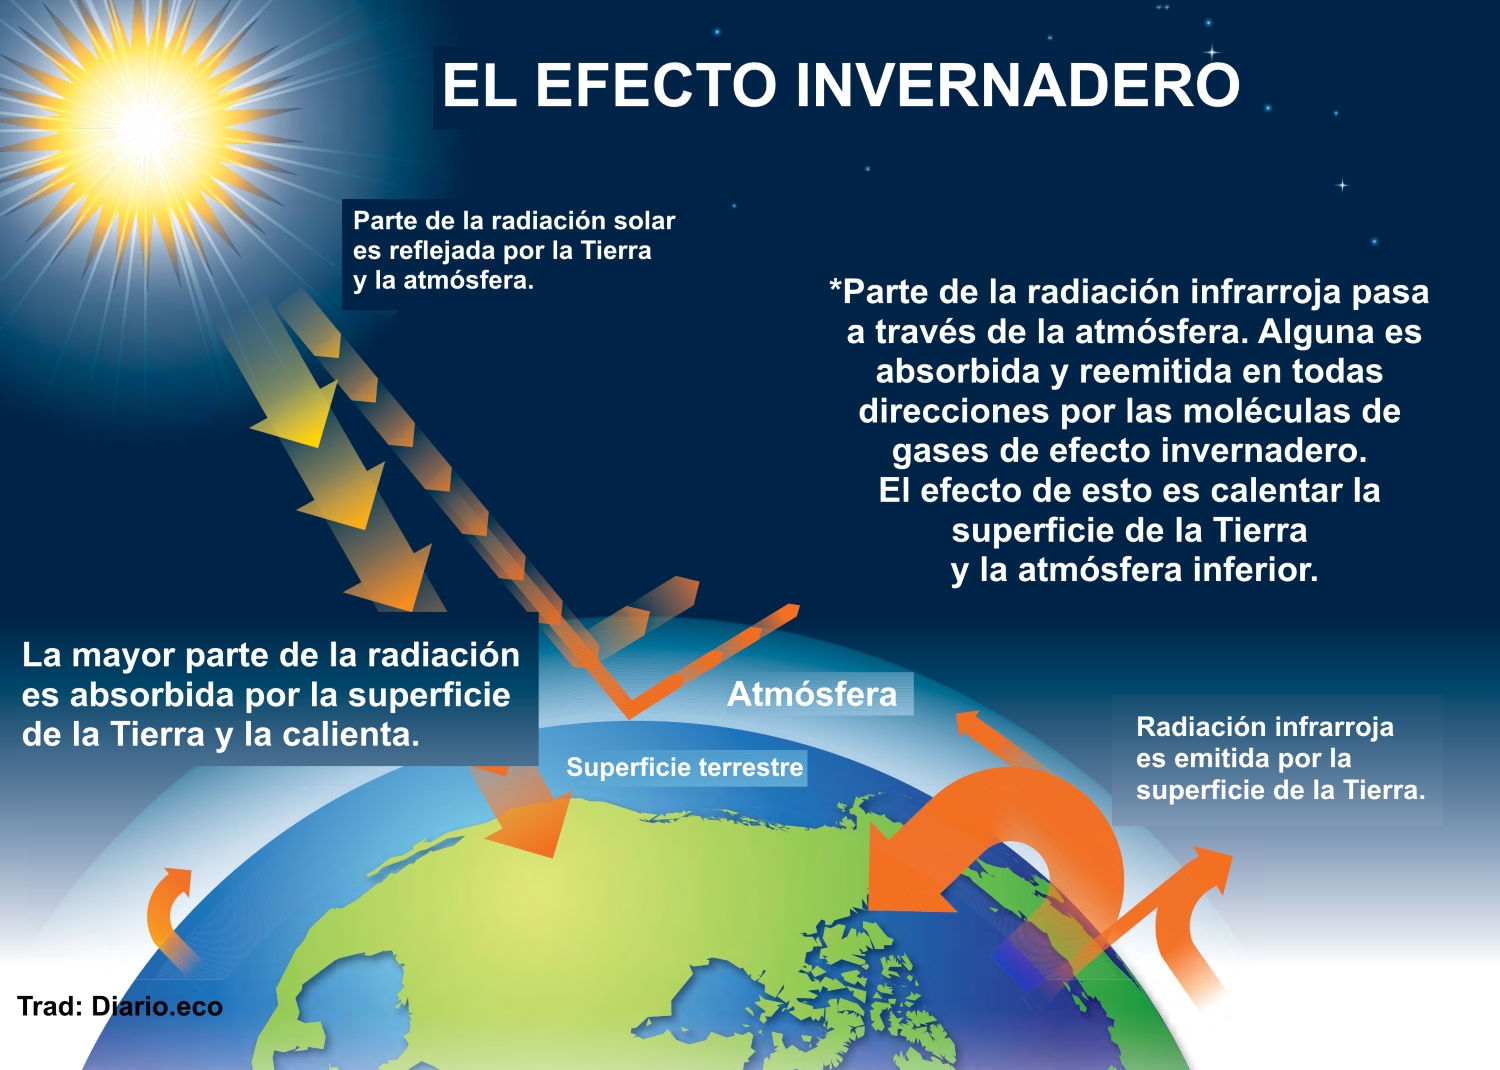 EL EFECTO INVERNADERO
Parte de la radiación solar
es reflejada por la Tierra
y la atmósfera.
*Parte de la radiación infrarroja pasa
a través de la atmósfera. Alguna es
absorbida y reemitida en todas
direcciones por las moléculas de
gases de efecto invernadero.
El efecto de esto es calentar la
superficie de la Tierra
y la atmósfera inferior.
La mayor parte de la radiación
es absorbida por la superficie
de la Tierra y la calienta.
Atmósfera
Superficie terrestre
Radiación infrarroja
es emitida por la
superficie de la Tierra.
Trad: Diario.eco